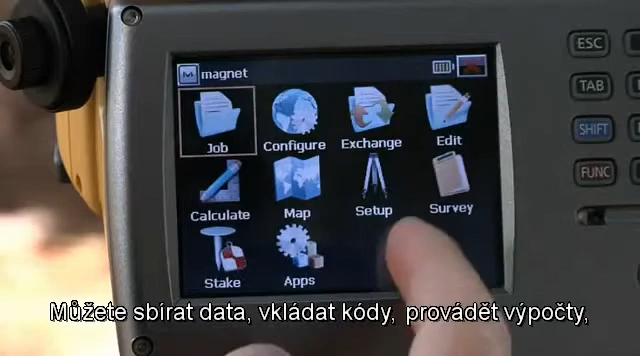 magnet
Job
Configure
Exchange
Edit
Calculate
Map
Setup
Survey
Stake
Apps
ESC
TAB
SHIFT
FUNC
Můžete sbírat data, vkládat kódy, provádět výpočty,